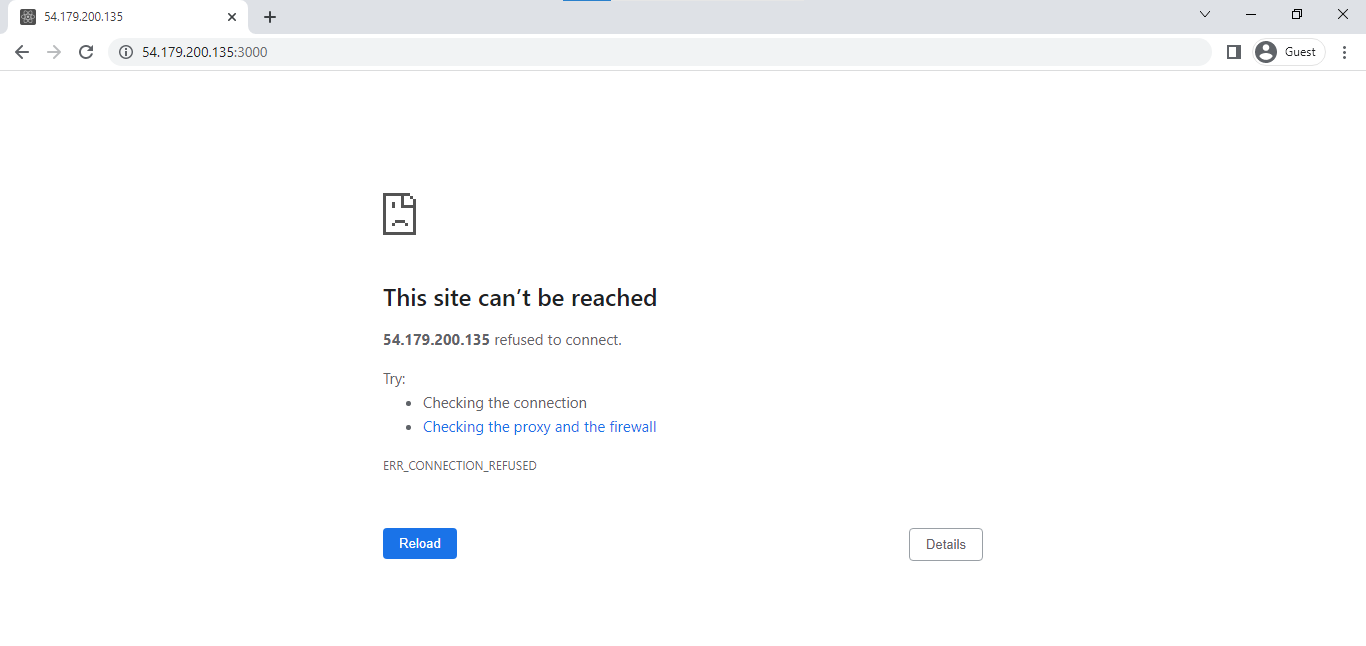 54.179.200.135
54.179.200.135:3000
Guest
This site can’t be reached
54.179.200.135 refused to connect.
Try:
• Checking the connection
• Checking the proxy and the firewall
ERR_CONNECTION_REFUSED
Reload
Details